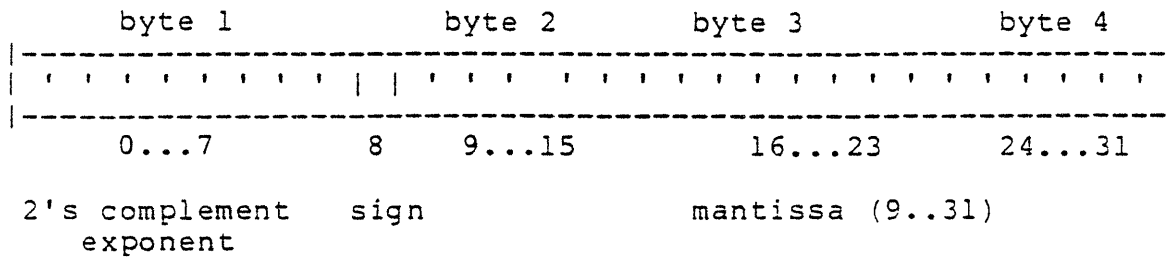 byte 1 byte 2 byte 3 byte 4
|------------------------------------------------------------
| ' ' ' ' ' ' ' ' | | ' ' ' ' ' ' ' ' ' ' ' ' ' ' ' ' ' ' '
|------------------------------------------------------------
0...7 8 9...15 16...23 24...31
2's complement sign mantissa (9..31)
exponent